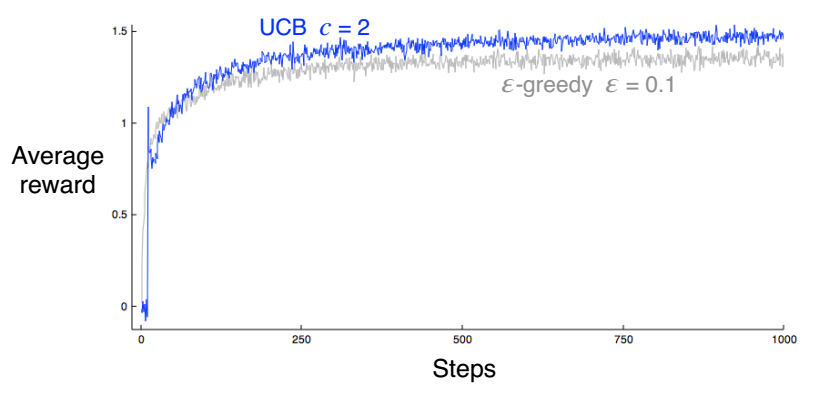 UCB c = 2
1.5
1
0.5
0
ε-greedy ε = 0.1
Average
reward
0
250
500
750
1000
Steps